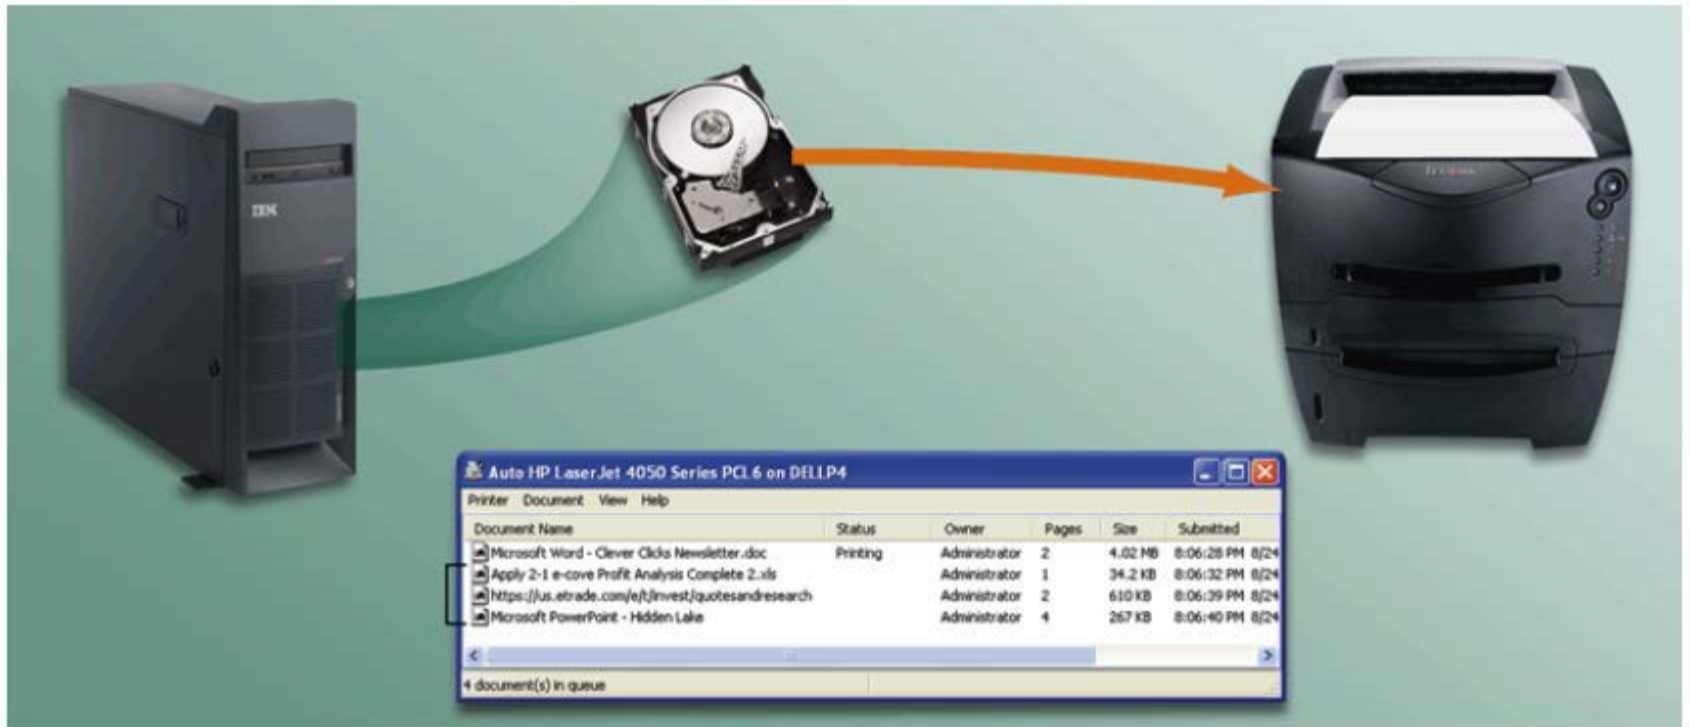 IBM
Auto HP LaserJet 4050 Series PCL6 on DELLP4
Printer Document View Help
Document Name Status Owner Pages Size Submitted
Microsoft Word - Clever Clicks Newsletter.doc Printing Administrator 2 4.02 MB 8:06:28 PM 8/24
Apply 2-1 e-cove Profit Analysis Complete 2.xls Administrator 1 34.2 KB 8:06:32 PM 8/24
https://us.etrade.com/e/t/invest/quotesandresearch Administrator 2 610 KB 8:06:39 PM 8/24
Microsoft PowerPoint - Hidden Lake Administrator 4 267 KB 8:06:40 PM 8/24
4 document(s) in queue